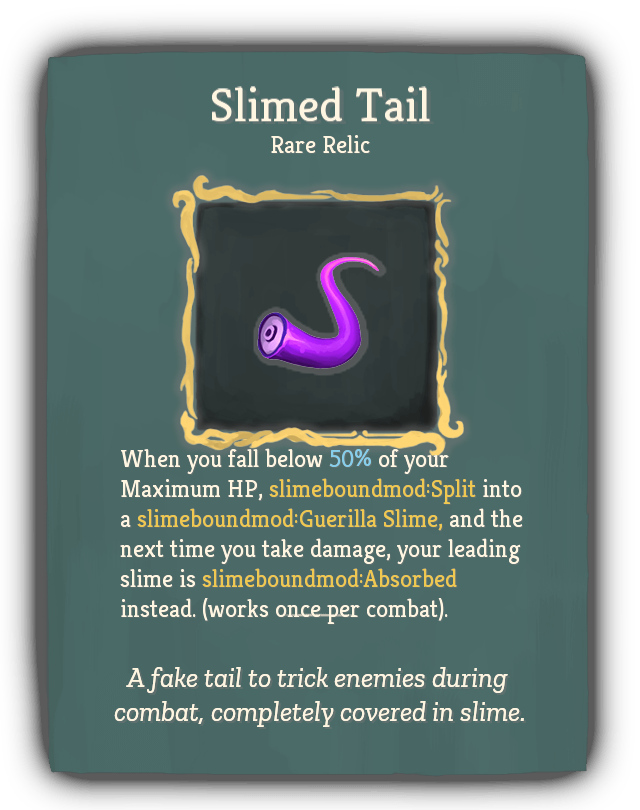 Slimed Tail
Rare Relic
When you fall below 50% of your
Maximum HP, slimeboundmod:Split into
a slimeboundmod:Guerilla Slime, and the
next time you take damage, your leading
slime is slimeboundmod:Absorbed
instead. (works once per combat).
A fake tail to trick enemies during
combat, completely covered in slime.